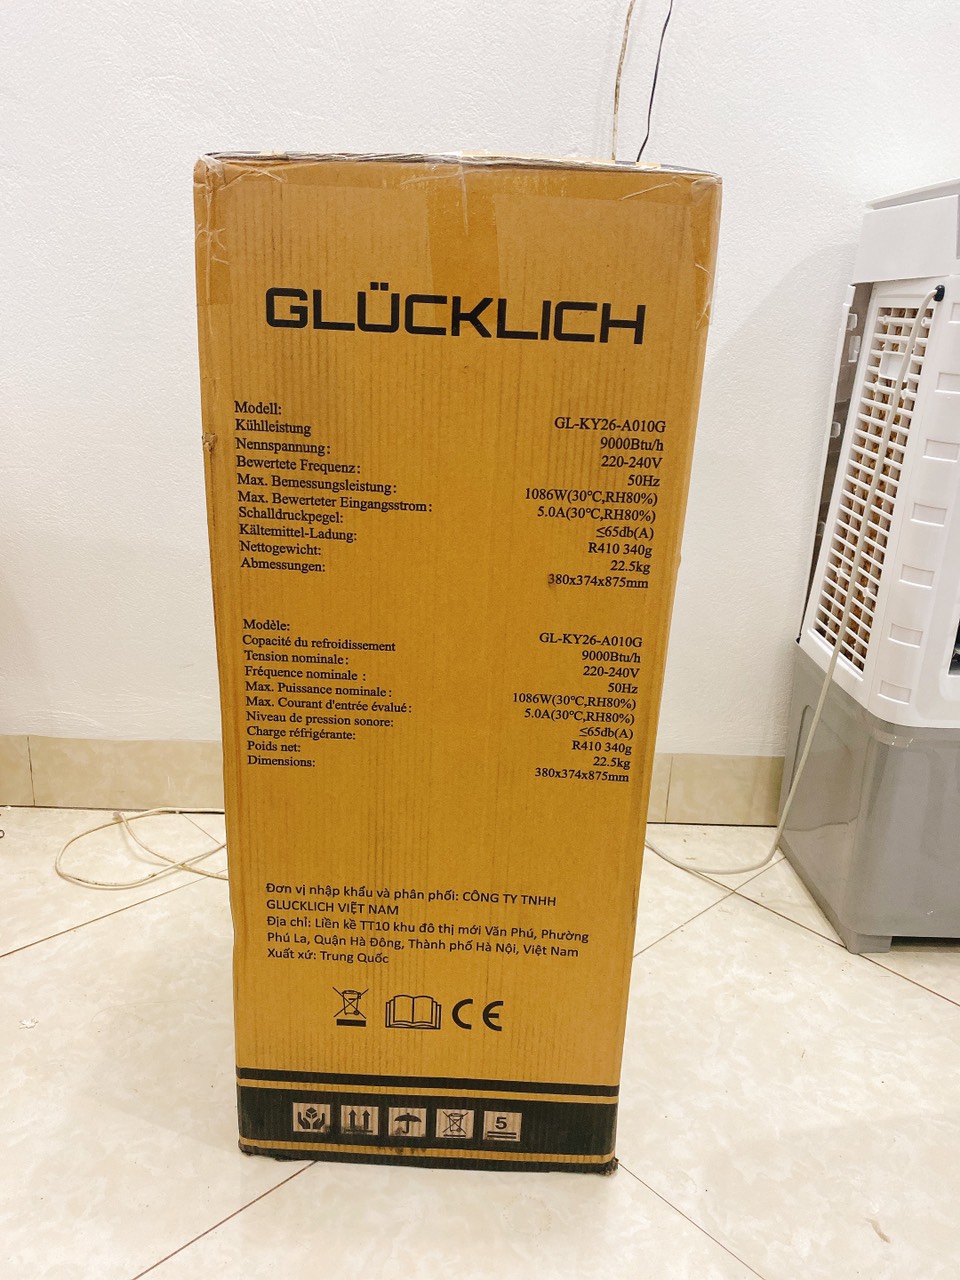 GLÜCKLICH
Modell: GL-KY26-A010G
Kühlleistung 9000Btu/h
Nennspannung: 220-240V
Bewertete Frequenz: 50Hz
Max. Bemessungsleistung: 1086W(30℃,RH80%)
Max. Bewerteter Eingangsstrom: 5.0A(30℃,RH80%)
Schalldruckpegel: ≤65db(A)
Kältemittel-Ladung: R410 340g
Nettogewicht: 22.5kg
Abmessungen: 380x374x875mm
Modèle: GL-KY26-A010G
Copacité du refroidissement 9000Btu/h
Tension nominale: 220-240V
Fréquence nominale : 50Hz
Max. Puissance nominale: 1086W(30℃,RH80%)
Max. Courant d'entrée évalué: 5.0A(30℃,RH80%)
Niveau de pression sonore: ≤65db(A)
Charge réfrigérante: R410 340g
Poids net: 22.5kg
Dimensions: 380x374x875mm
Đơn vị nhập khẩu và phân phối: CÔNG TY TNHH
GLUCKLICH VIỆT NAM
Địa chỉ: Liền kề TT10 khu đô thị mới Văn Phú, Phường
Phú La, Quận Hà Đông, Thành phố Hà Nội, Việt Nam
Xuất xứ: Trung Quốc
CE
5